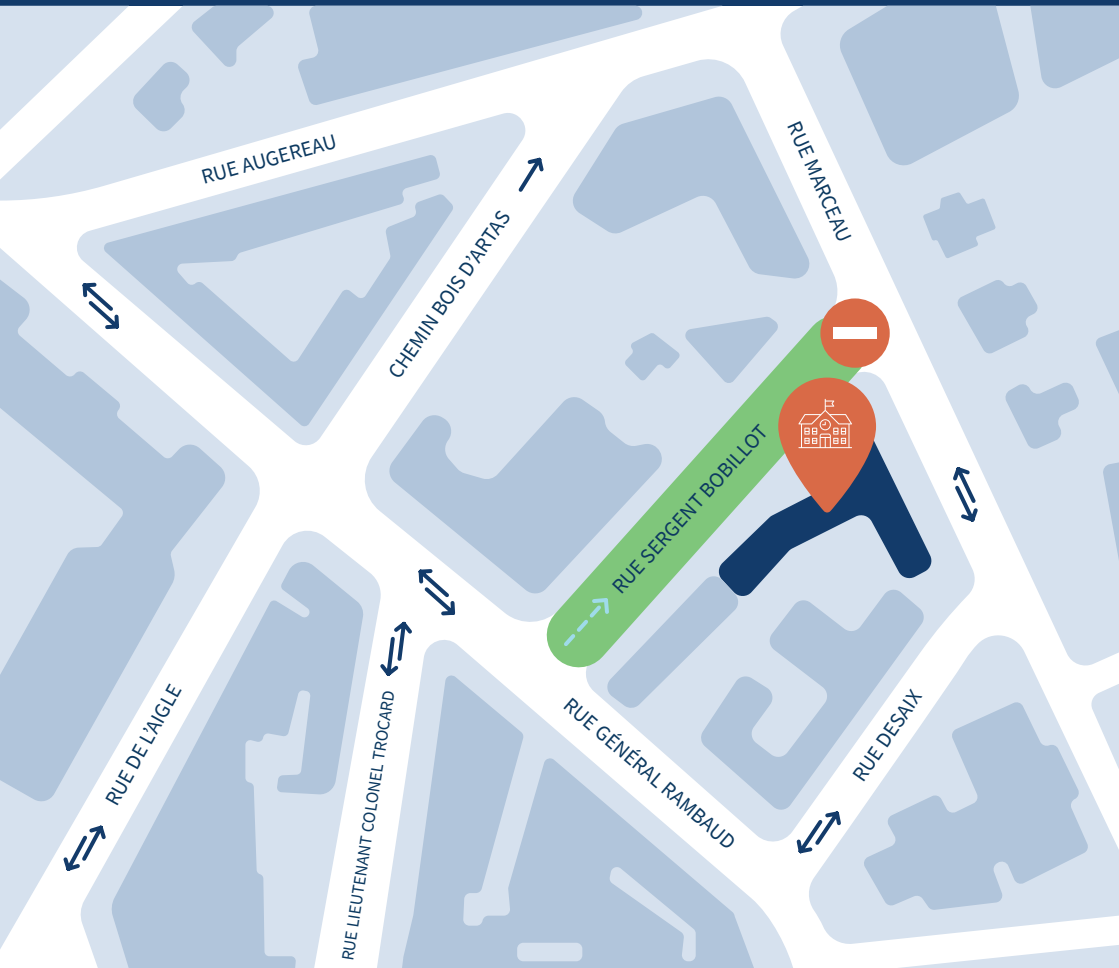 RUE AUGEREAU
RUE MARCEAU
CHEMIN BOIS D'ARTAS
RUE SERGENT BOBILLOT
RUE DE L'AIGLE
RUE LIEUTENANT COLONEL TROCARD
RUE GÉNÉRAL RAMBAUD
RUE DESAIX